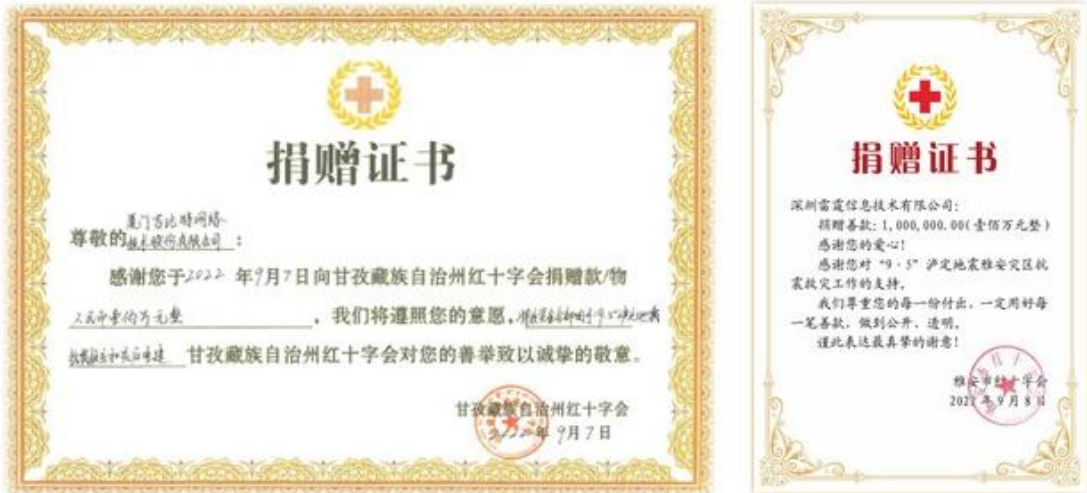 捐赠证书
厦门吉比特网络
尊敬的技术股份有限公司：
感谢您于2022年9月7日向甘孜藏族自治州红十字会捐赠款/物
人民币壹佰万元整，我们将遵照您的意愿，
甘孜藏族自治州红十字会对您的善举致以诚挚的敬意。
甘孜藏族自治州红十字会
2022年9月7日
捐赠证书
深圳雷霆信息技术有限公司：
捐赠善款：1,000,000.00（壹佰万元整）
感谢您的爱心！
感谢您对“9·5”泸定地震雅安灾区抗
震救灾工作的支持。
我们尊重您的每一份付出，一定用好每
一笔善款，做到公开、透明。
谨此表达最真挚的谢意！
雅安市红十字会
2022年9月8日